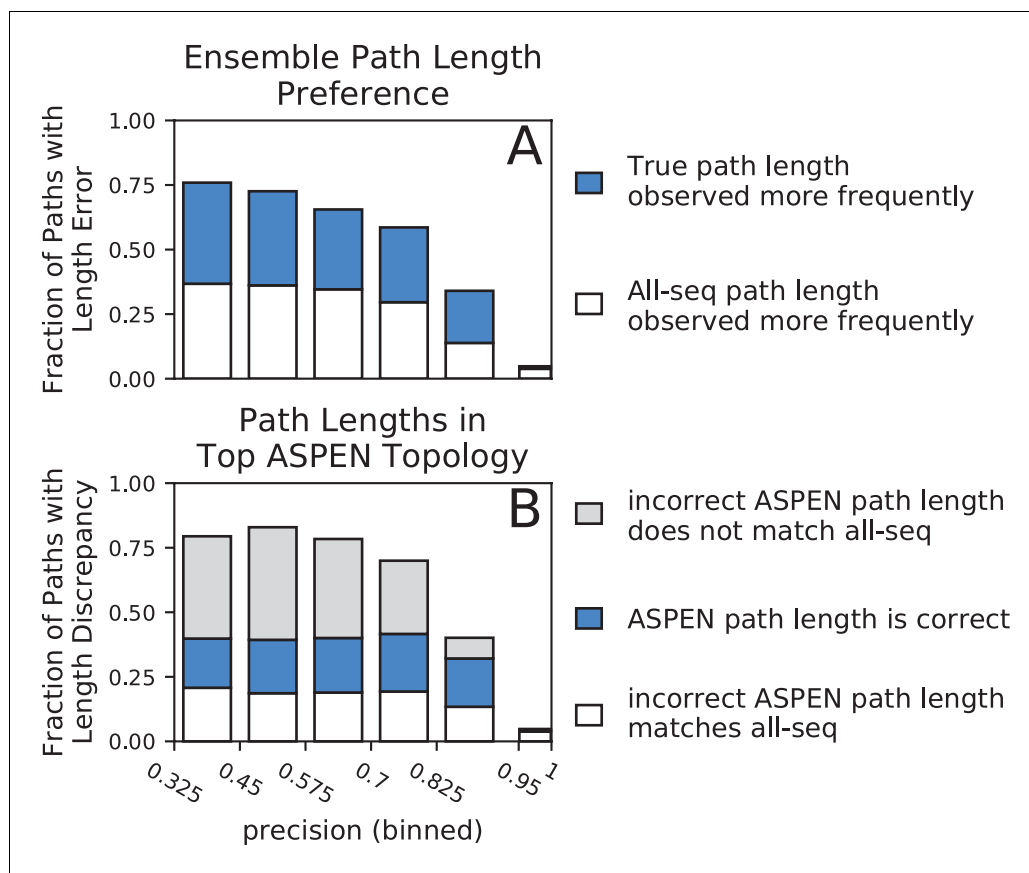 Ensemble Path Length
Preference
Fraction of Paths with
Length Error
1.00
0.75
0.50
0.25
0.00
A
True path length
observed more frequently
All-seq path length
observed more frequently
Path Lengths in
Top ASPEN Topology
Fraction of Paths with
Length Discrepancy
1.00
0.75
0.50
0.25
0.00
B
incorrect ASPEN path length
does not match all-seq
ASPEN path length is correct
incorrect ASPEN path length
matches all-seq
0.325 0.45 0.575 0.7 0.825 0.95 1
precision (binned)